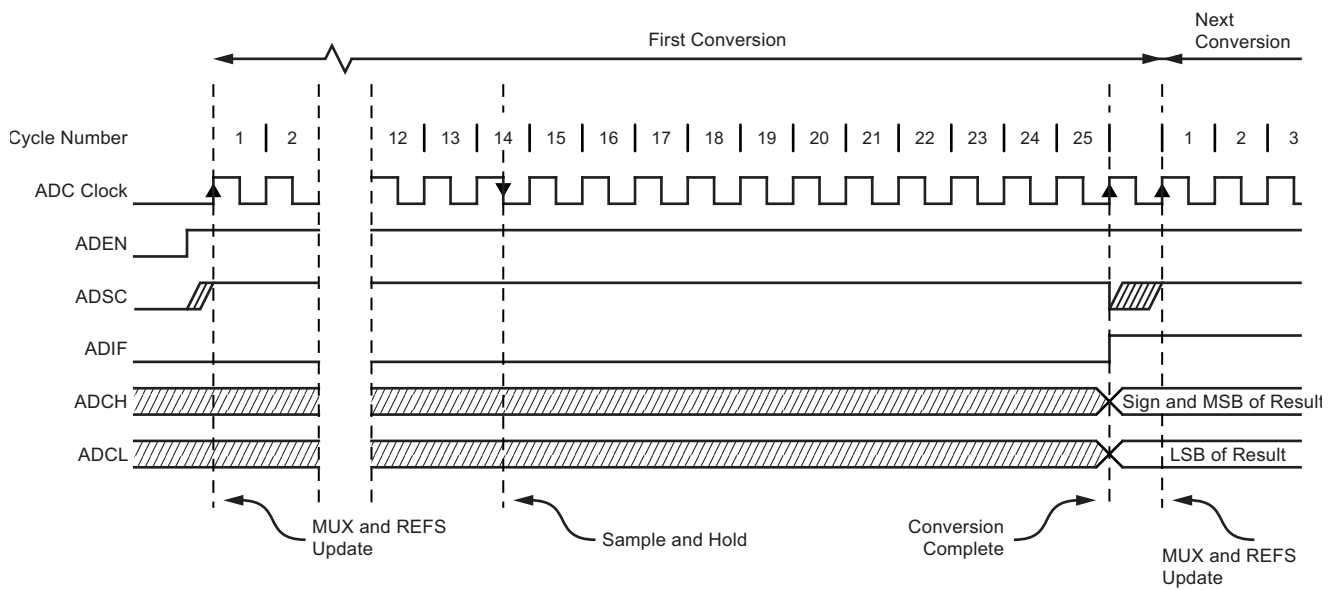 Next
Conversion
First Conversion
Cycle Number 1 2 12 13 14 15 16 17 18 19 20 21 22 23 24 25 1 2 3
ADC Clock
ADEN
ADSC
ADIF
ADCH Sign and MSB of Result
ADCL LSB of Result
MUX and REFS
Update
Sample and Hold
Conversion
Complete
MUX and REFS
Update